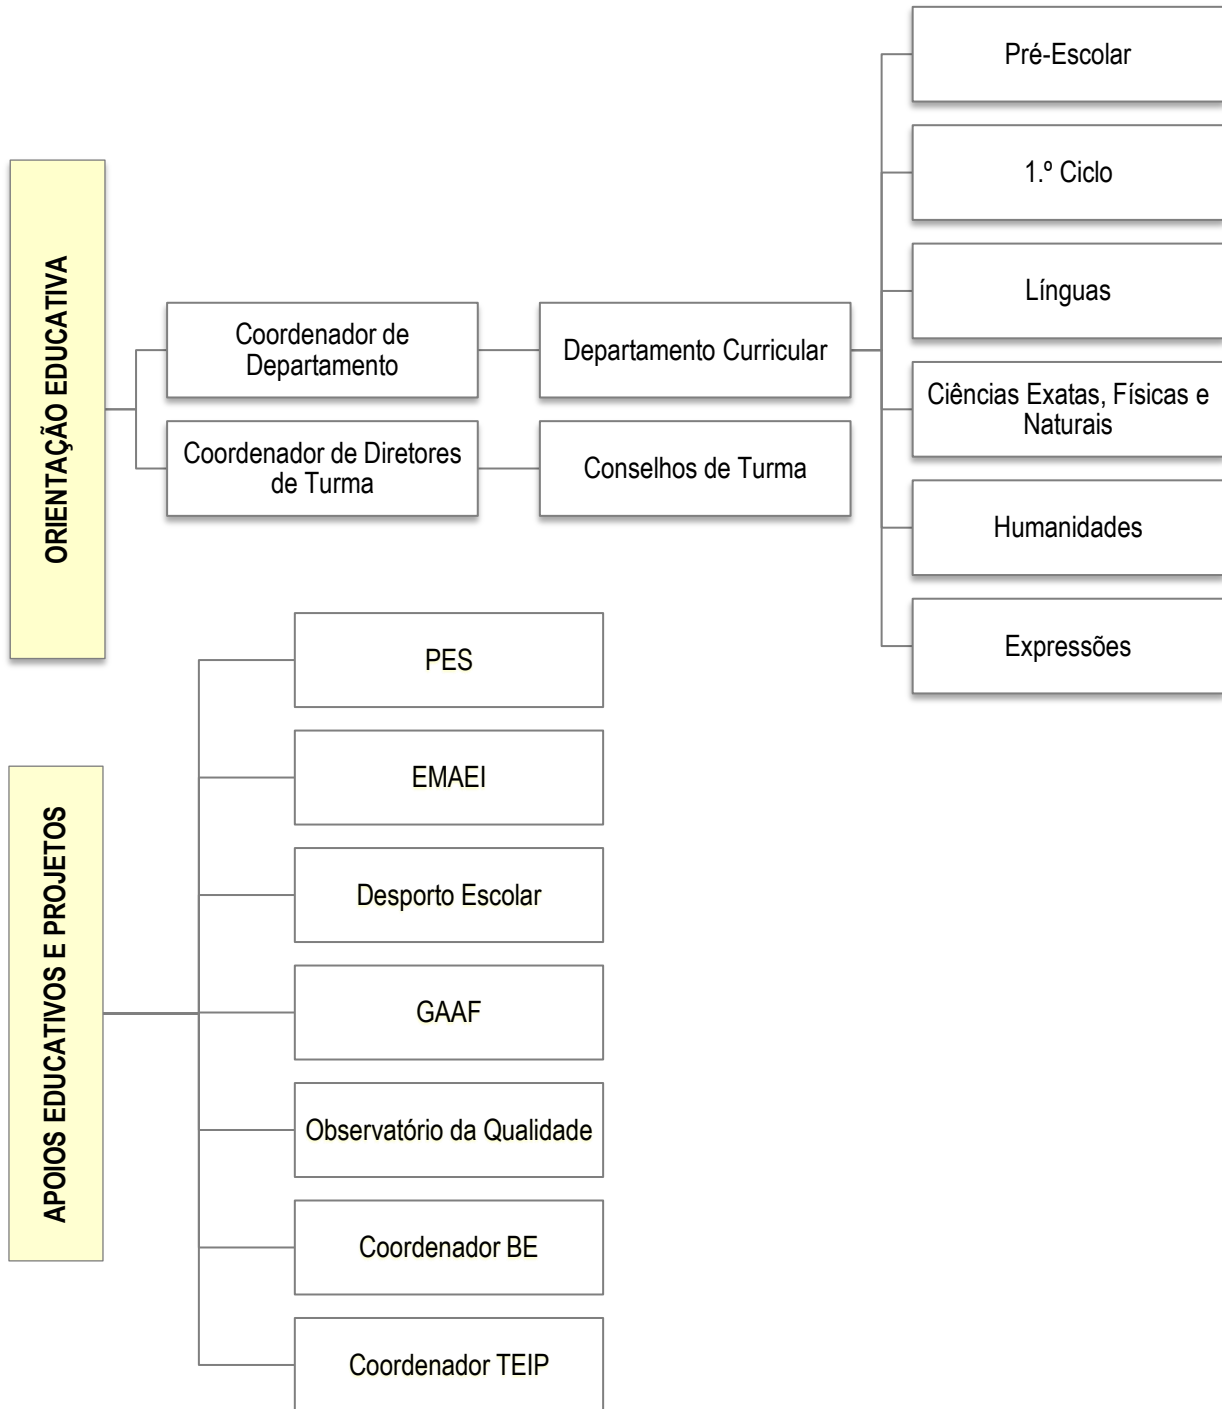 ORIENTAÇÃO EDUCATIVA
Coordenador de
Departamento
Coordenador de Diretores
de Turma
Departamento Curricular
Conselhos de Turma
Pré-Escolar
1.º Ciclo
Línguas
Ciências Exatas, Físicas e
Naturais
Humanidades
Expressões
APOIOS EDUCATIVOS E PROJETOS
PES
EMAEI
Desporto Escolar
GAAF
Observatório da Qualidade
Coordenador BE
Coordenador TEIP